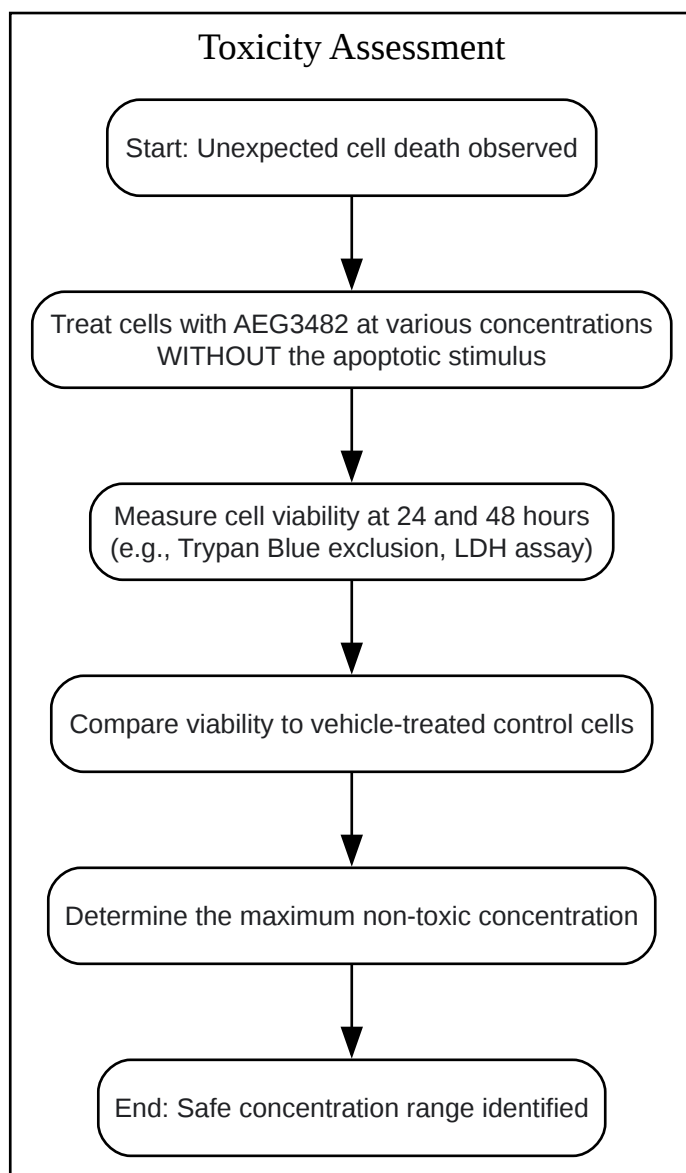 Toxicity Assessment
Start: Unexpected cell death observed
Treat cells with AEG3482 at various concentrations
WITHOUT the apoptotic stimulus
Measure cell viability at 24 and 48 hours
(e.g., Trypan Blue exclusion, LDH assay)
Compare viability to vehicle-treated control cells
Determine the maximum non-toxic concentration
End: Safe concentration range identified